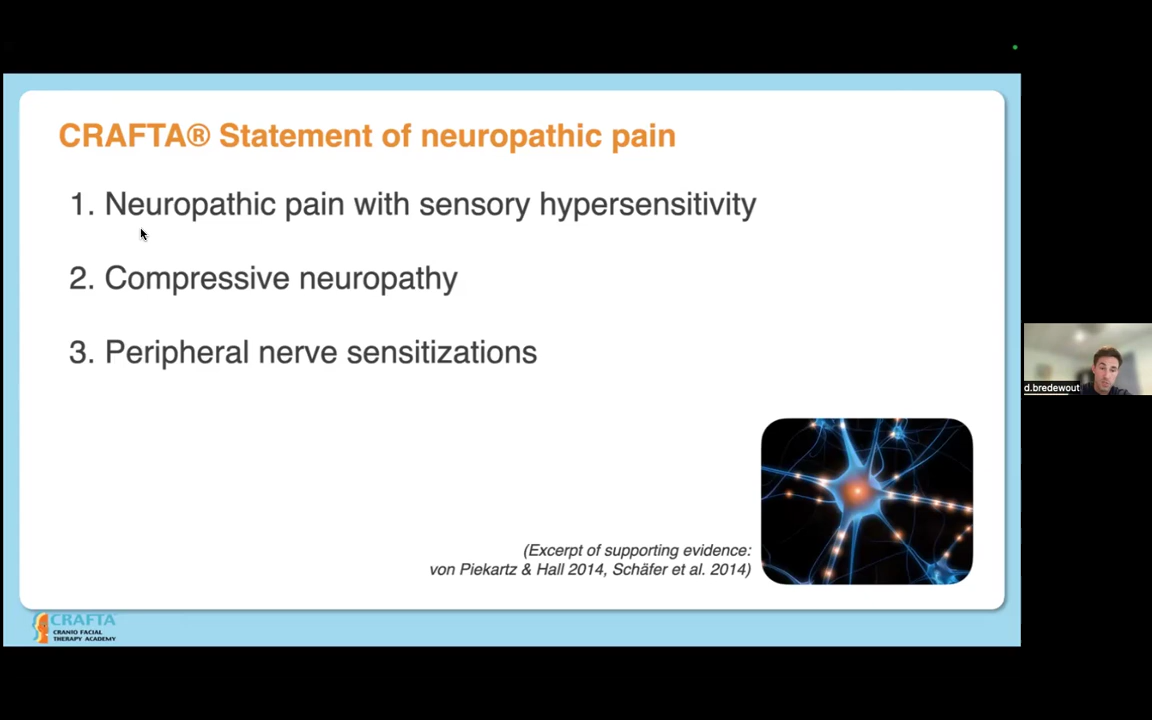 CRAFTA® Statement of neuropathic pain
1. Neuropathic pain with sensory hypersensitivity
2. Compressive neuropathy
3. Peripheral nerve sensitizations
d.bredewout
(Excerpt of supporting evidence:
von Piekartz & Hall 2014, Schäfer et al. 2014)
CRAFTA
CRANIO FACIAL
THERAPY ACADEMY